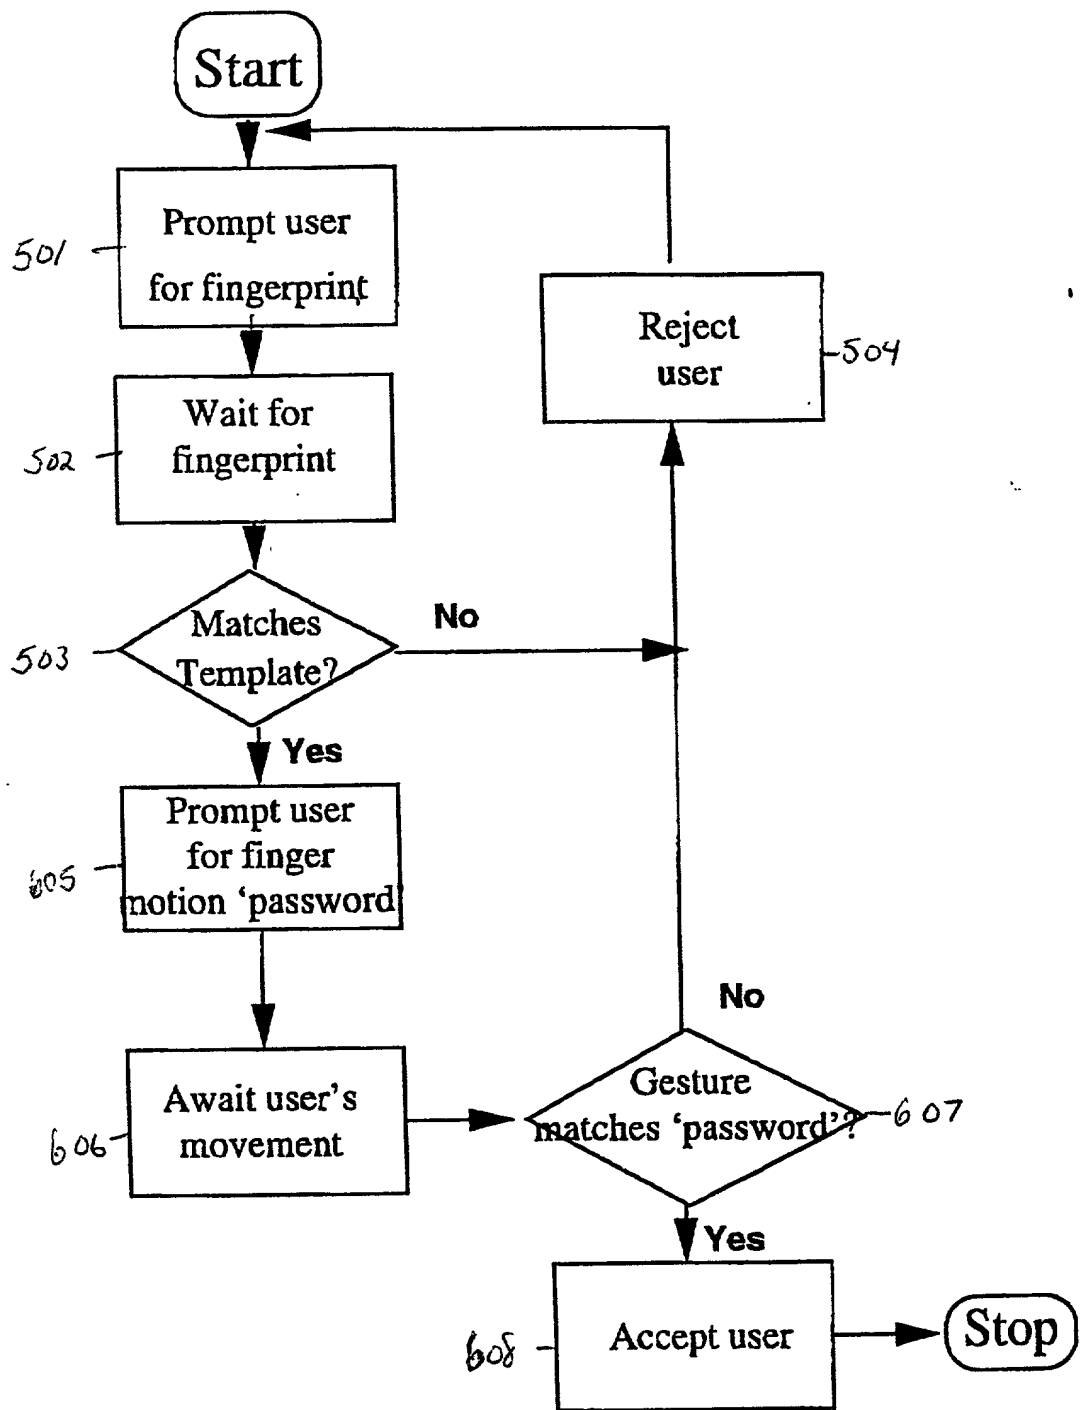 Start
Prompt user
for fingerprint
501
Reject
user
504
Wait for
fingerprint
502
Matches
Template?
503
No
Yes
Prompt user
for finger
motion ‘password’
605
No
Await user's
movement
606
Gesture
matches ‘password’?
607
Yes
Accept user
608
Stop